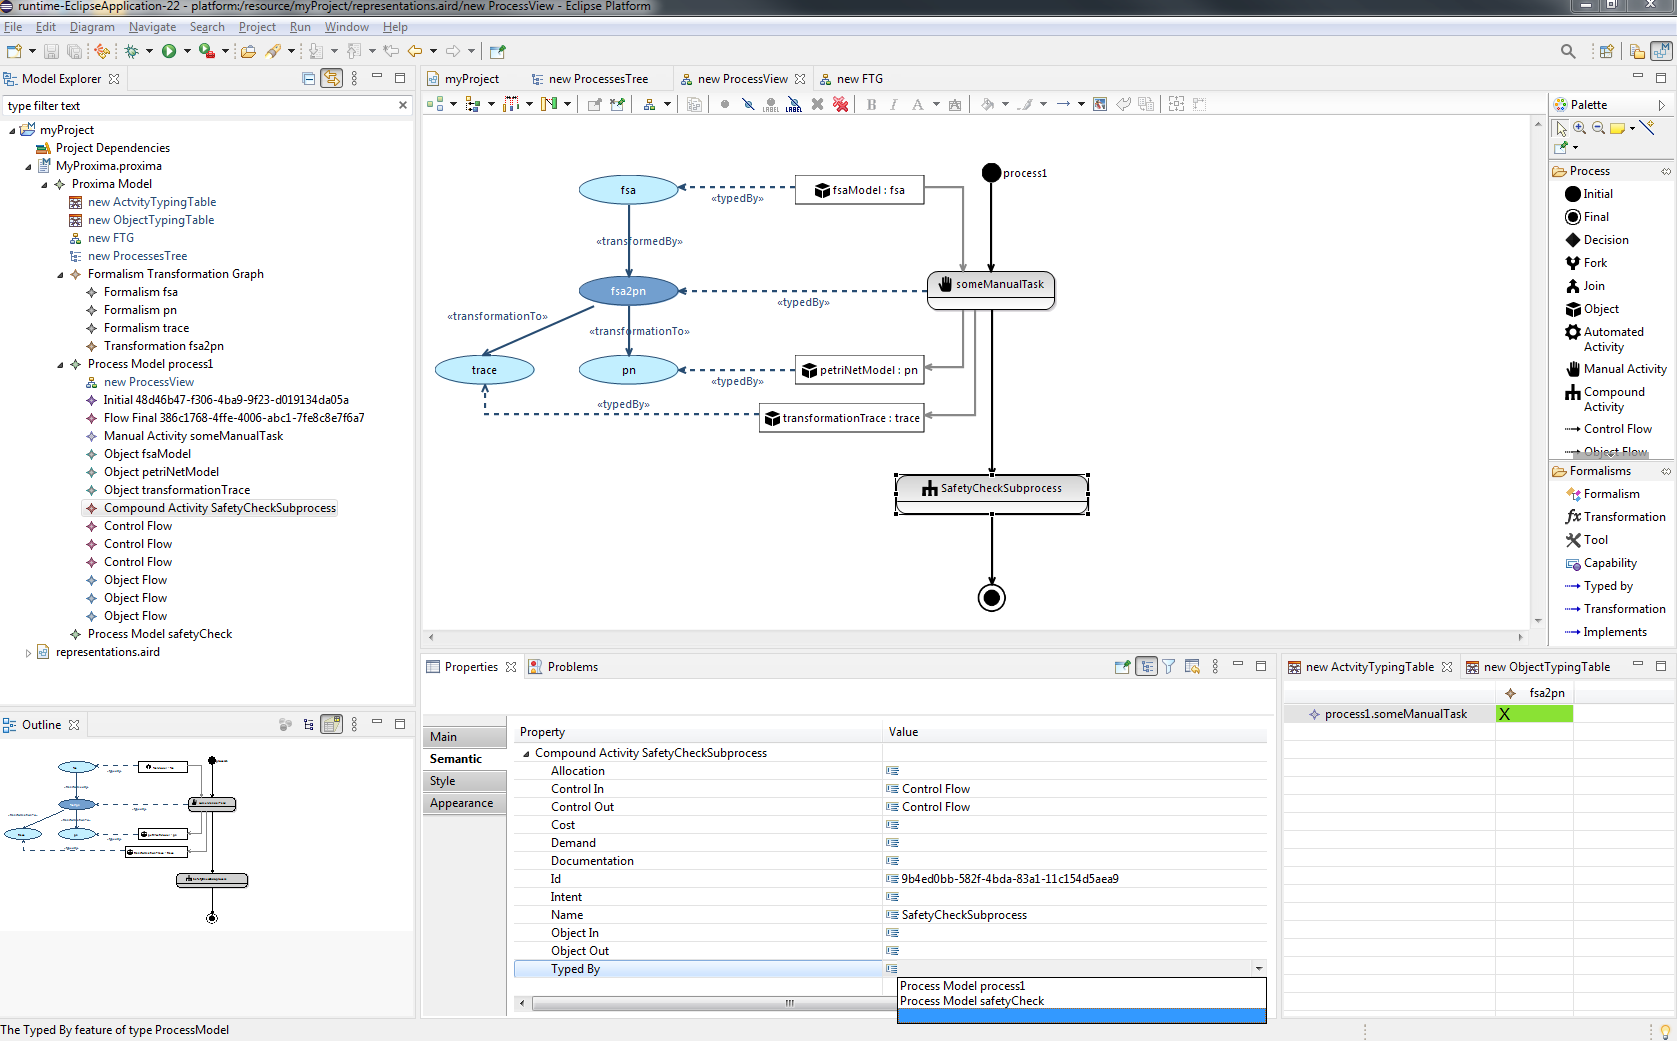 runtime-EclipseApplication-22 - platform:/resource/myProject/representations.aird/new ProcessView - Eclipse Platform
File Edit Diagram Navigate Search Project Run Window Help
Model Explorer
type filter text
myProject
Project Dependencies
MyProxima.proxima
Proxima Model
new ActvityTypingTable
new ObjectTypingTable
new FTG
new ProcessesTree
Formalism Transformation Graph
Formalism fsa
Formalism pn
Formalism trace
Transformation fsa2pn
Process Model process1
new ProcessView
Initial 48d46b47-f306-4ba9-9f23-d019134da05a
Flow Final 386c1768-4ffe-4006-abc1-7fe8c8e7f6a7
Manual Activity someManualTask
Object fsaModel
Object petriNetModel
Object transformationTrace
Compound Activity SafetyCheckSubprocess
Control Flow
Control Flow
Control Flow
Object Flow
Object Flow
Object Flow
Process Model safetyCheck
representations.aird
Outline
myProject new ProcessesTree new ProcessView new FTG
LABEL LABEL B I A A
process1
fsa
«typedBy»
fsaModel : fsa
«transformedBy»
someManualTask
fsa2pn
«typedBy»
«transformationTo»
«transformationTo»
trace
pn
«typedBy»
petriNetModel : pn
«typedBy»
transformationTrace : trace
SafetyCheckSubprocess
Palette
Process
Initial
Final
Decision
Fork
Join
Object
Automated
Activity
Manual Activity
Compound
Activity
Control Flow
Object Flow
Formalisms
Formalism
fx Transformation
Tool
Capability
Typed by
Transformation
Implements
Properties Problems
Main
Semantic
Style
Appearance
Property Value
Compound Activity SafetyCheckSubprocess
Allocation
Control In Control Flow
Control Out Control Flow
Cost
Demand
Documentation
Id 9b4ed0bb-582f-4bda-83a1-11c154d5aea9
Intent
Name SafetyCheckSubprocess
Object In
Object Out
Typed By
Process Model process1
Process Model safetyCheck
new ActvityTypingTable new ObjectTypingTable
fsa2pn
process1.someManualTask X
The Typed By feature of type ProcessModel